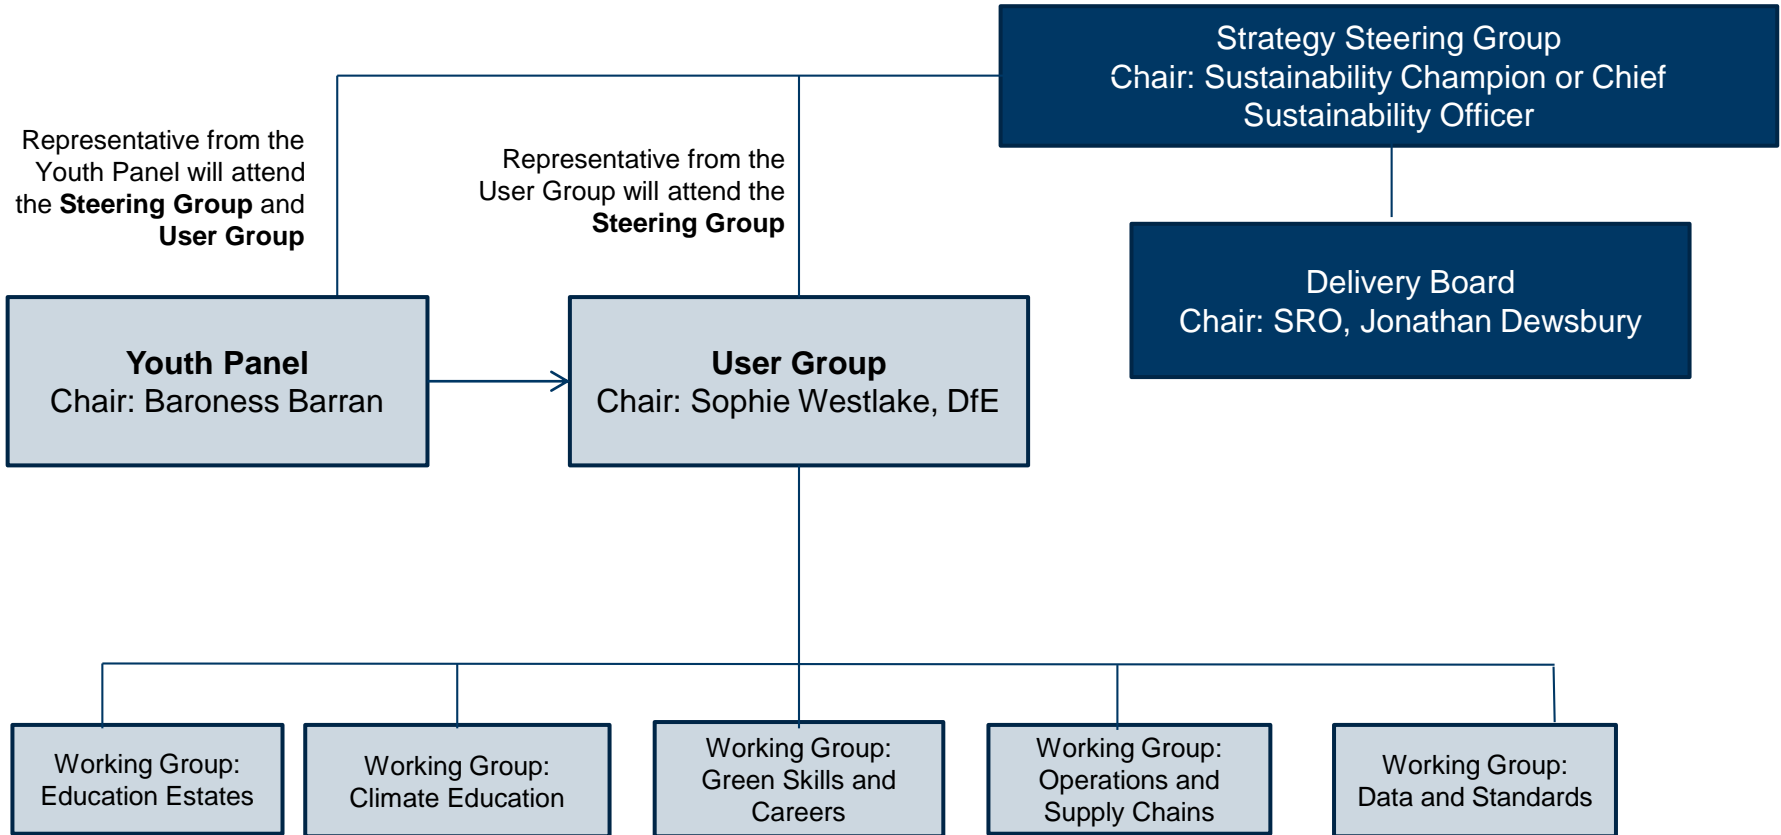 Strategy Steering Group
Chair: Sustainability Champion or Chief
Sustainability Officer
Representative from the
Youth Panel will attend
the Steering Group and
User Group
Representative from the
User Group will attend the
Steering Group
Delivery Board
Chair: SRO, Jonathan Dewsbury
Youth Panel
Chair: Baroness Barran
User Group
Chair: Sophie Westlake, DfE
Working Group:
Education Estates
Working Group:
Climate Education
Working Group:
Green Skills and
Careers
Working Group:
Operations and
Supply Chains
Working Group:
Data and Standards